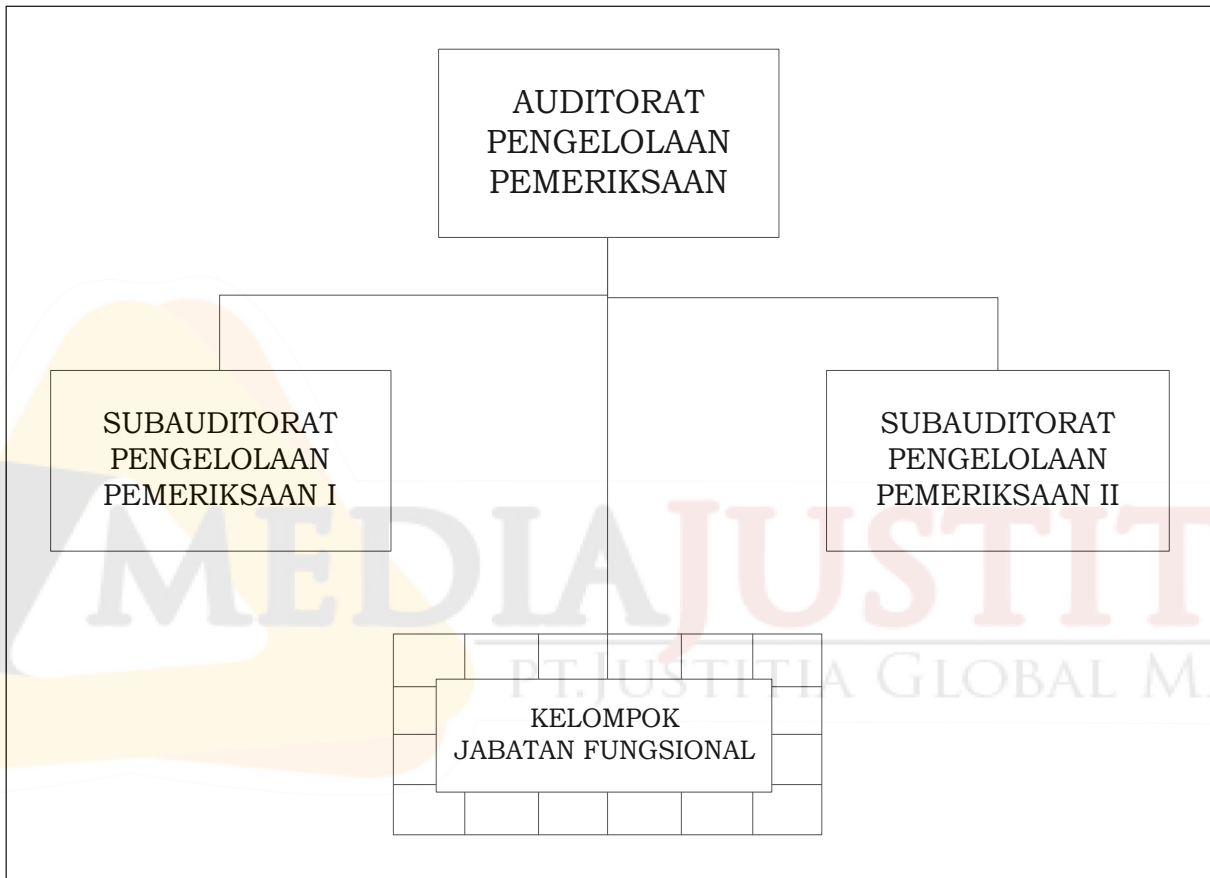 AUDITORAT
PENGELOLAAN
PEMERIKSAAN
SUBAUDITORAT
PENGELOLAAN
PEMERIKSAAN I
SUBAUDITORAT
PENGELOLAAN
PEMERIKSAAN II
MEDIAJUSTIT
PT.JUSTITIA GLOBAL M
KELOMPOK
JABATAN FUNGSIONAL